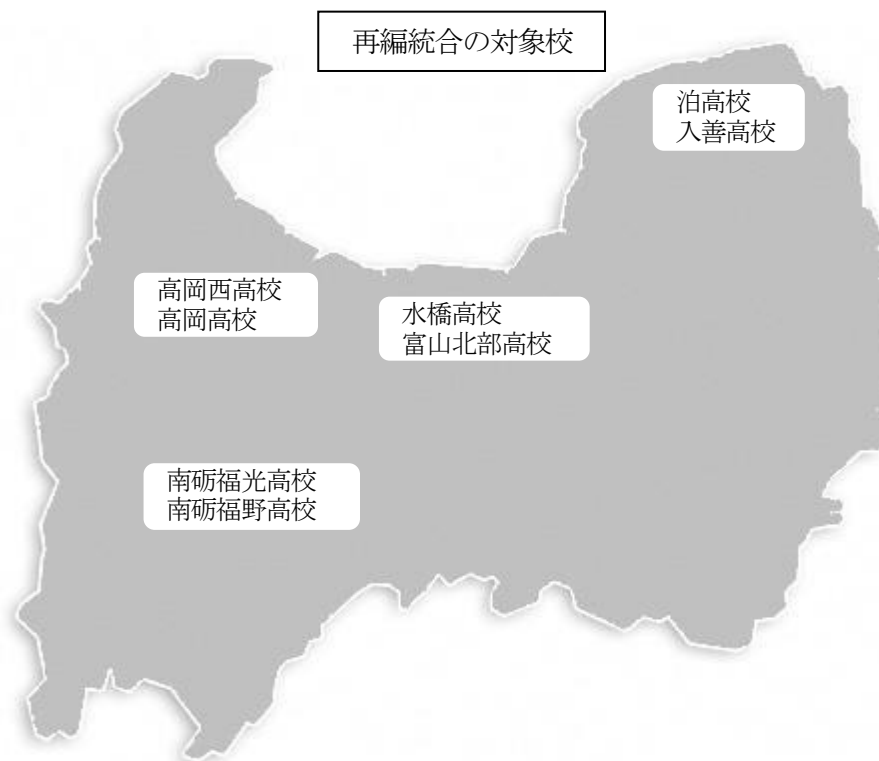 再編統合の対象校
泊高校
入善高校
高岡西高校
高岡高校
水橋高校
富山北部高校
南砺福光高校
南砺福野高校